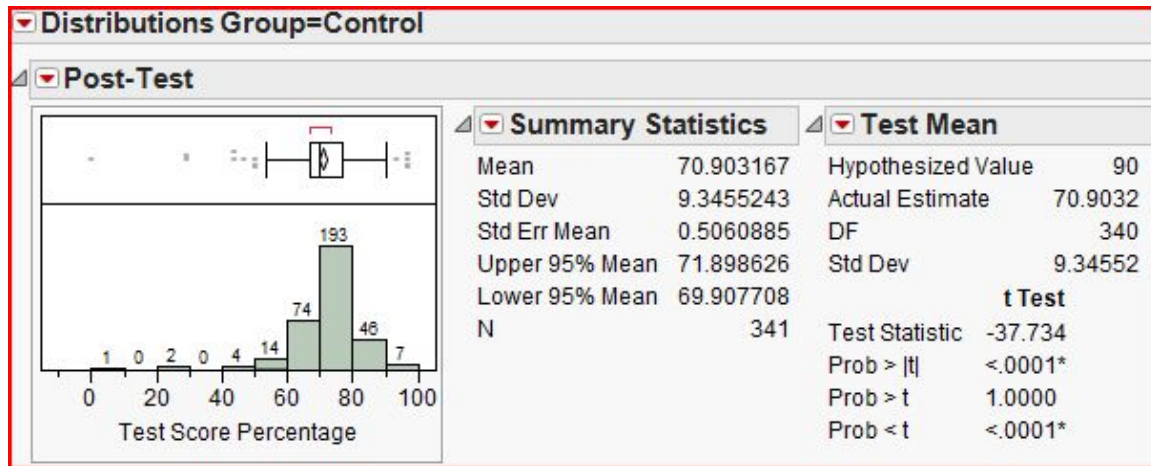 Distributions Group=Control
Post-Test
193
74
46
1 0 2 0 4 14 7
0 20 40 60 80 100
Test Score Percentage
Summary Statistics
Mean 70.903167
Std Dev 9.3455243
Std Err Mean 0.5060885
Upper 95% Mean 71.898626
Lower 95% Mean 69.907708
N 341
Test Mean
Hypothesized Value 90
Actual Estimate 70.9032
DF 340
Std Dev 9.34552
t Test
Test Statistic -37.734
Prob > |t| <.0001*
Prob > t 1.0000
Prob < t <.0001*